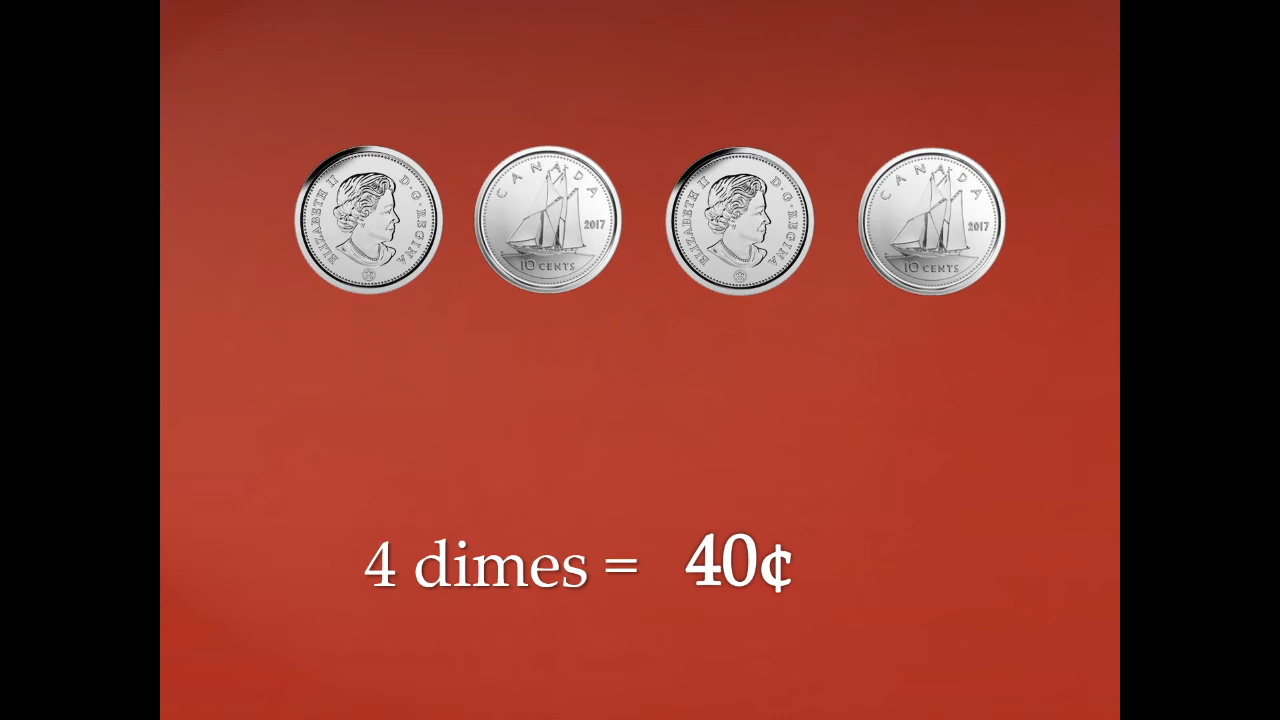 ELIZABETH II D·G·REGINA
CANADA
2017
10 CENTS
ELIZABETH II D·G·REGINA
CANADA
2017
10 CENTS
4 dimes = 40¢